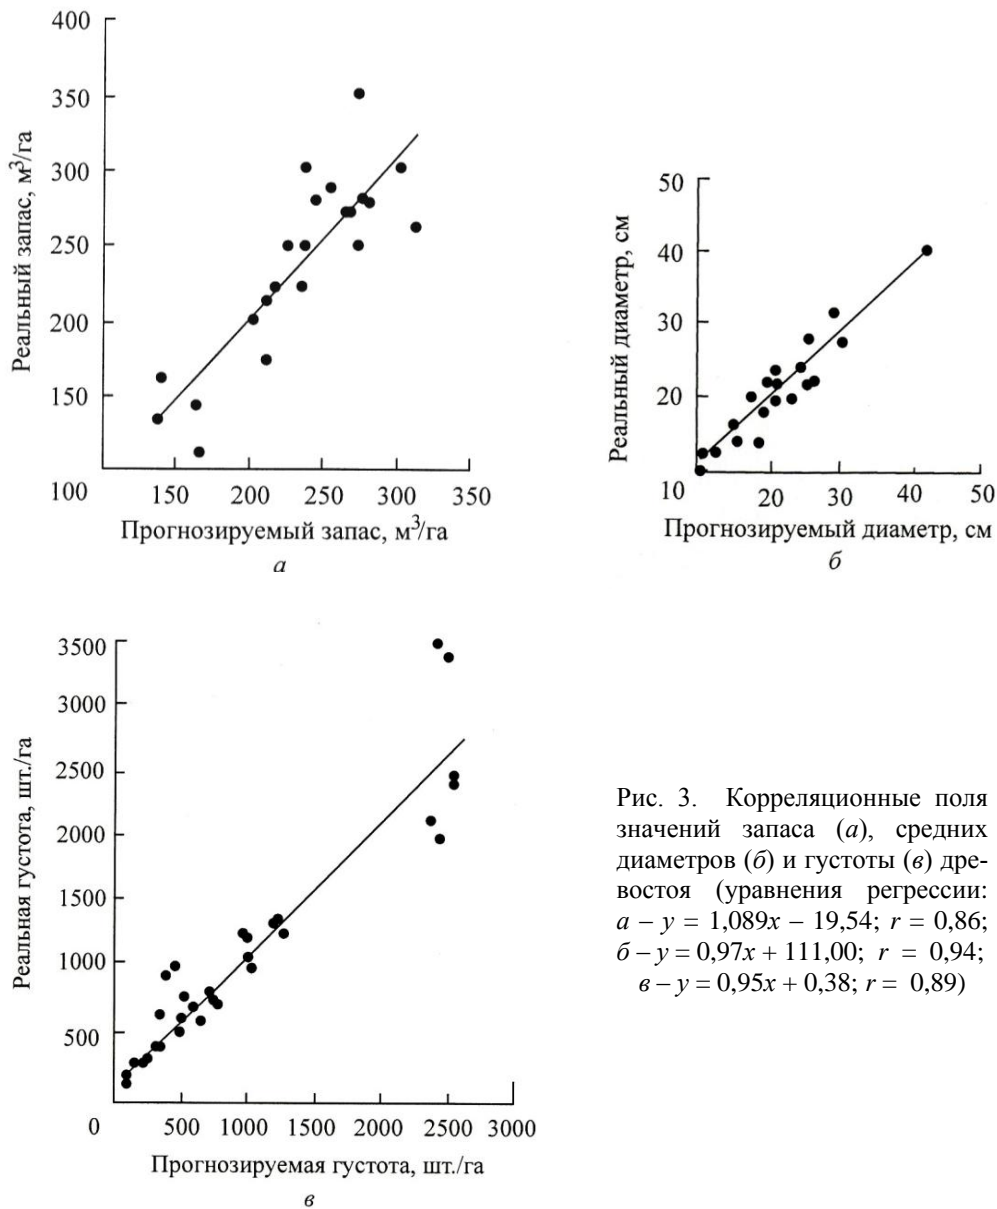 400
350
300
250
200
150
100
150 200 250 300 350
Реальный запас, м³/га
Прогнозируемый запас, м³/га
а
50
40
30
20
10
20 30 40 50
Реальный диаметр, см
Прогнозируемый диаметр, см
б
3500
3000
2500
2000
1500
1000
500
0 500 1000 1500 2000 2500 3000
Реальная густота, шт./га
Прогнозируемая густота, шт./га
в
Рис. 3. Корреляционные поля
значений запаса (а), средних
диаметров (б) и густоты (в) дре-
востоя (уравнения регрессии:
а – y = 1,089x – 19,54; r = 0,86;
б – y = 0,97x + 111,00; r = 0,94;
в – y = 0,95x + 0,38; r = 0,89)